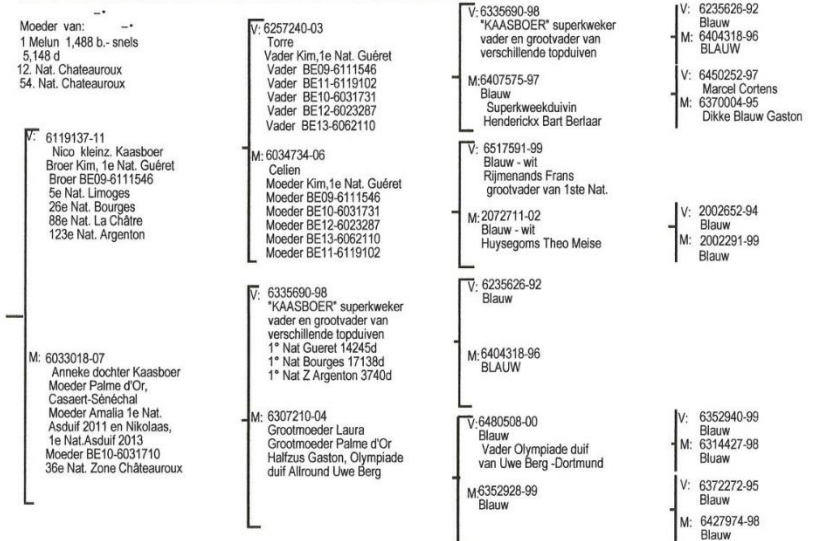 Moeder van:
1 Melun 1,488 b.- snels
5,148 d
12. Nat. Chateauroux
54. Nat. Chateauroux
V: 6119137-11
Nico kleinz. Kaasboer
Broer Kim, 1e Nat. Guéret
Broer BE09-6111546
5e Nat. Limoges
26e Nat. Bourges
88e Nat. La Châtre
123e Nat. Argenton
M: 6033018-07
Anneke dochter Kaasboer
Moeder Palme d'Or,
Casaert-Sénéchal
Moeder Amalia 1e Nat.
Asduif 2011 en Nikolaas,
1e Nat.Asduif 2013
Moeder BE10-6031710
36e Nat. Zone Châteauroux
V: 6257240-03
Torre
Vader Kim,1e Nat. Guéret
Vader BE09-6111546
Vader BE11-6119102
Vader BE10-6031731
Vader BE12-6023287
Vader BE13-6062110
M: 6034734-06
Celien
Moeder Kim,1e Nat. Guéret
Moeder BE09-6111546
Moeder BE10-6031731
Moeder BE12-6023287
Moeder BE13-6062110
Moeder BE11-6119102
V: 6335690-98
"KAASBOER" superkweker
vader en grootvader van
verschillende topduiven
1° Nat Gueret 14245d
1° Nat Bourges 17138d
1° Nat Z Argenton 3740d
M: 6307210-04
Grootmoeder Laura
Grootmoeder Palme d'Or
Halfzus Gaston, Olympiade
duif Allround Uwe Berg
V: 6335690-98
"KAASBOER" superkweker
vader en grootvader van
verschillende topduiven
M:6407575-97
Blauw
Superkweekduivin
Henderickx Bart Berlaar
V: 6517591-99
Blauw - wit
Rijmenands Frans
grootvader van 1ste Nat.
M:2072711-02
Blauw - wit
Huysegoms Theo Meise
V: 6235626-92
Blauw
M:6404318-96
BLAUW
V:6480508-00
Blauw
Vader Olympiade duif
van Uwe Berg -Dortmund
M:6352928-99
Blauw
V: 6235626-92
Blauw
M: 6404318-96
BLAUW
V: 6450252-97
Marcel Cortens
M: 6370004-95
Dikke Blauw Gaston
V: 2002652-94
Blauw
M: 2002291-99
Blauw
V: 6352940-99
Blauw
M: 6314427-98
Bluaw
V: 6372272-95
Blauw
M: 6427974-98
Blauw